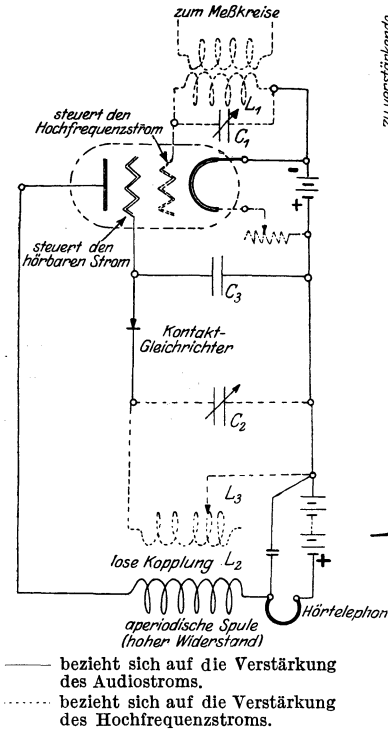 zum Meßkreise
zu verstärkende
L₁
C₁
steuert den
Hochfrequenzstrom
-
+
steuert den
hörbaren Strom
C₃
Kontakt-
Gleichrichter
C₂
L₃
lose Kopplung L₂
+
Hörtelephon
aperiodische Spule
(hoher Widerstand)
bezieht sich auf die Verstärkung
des Audiostroms.
bezieht sich auf die Verstärkung
des Hochfrequenzstroms.